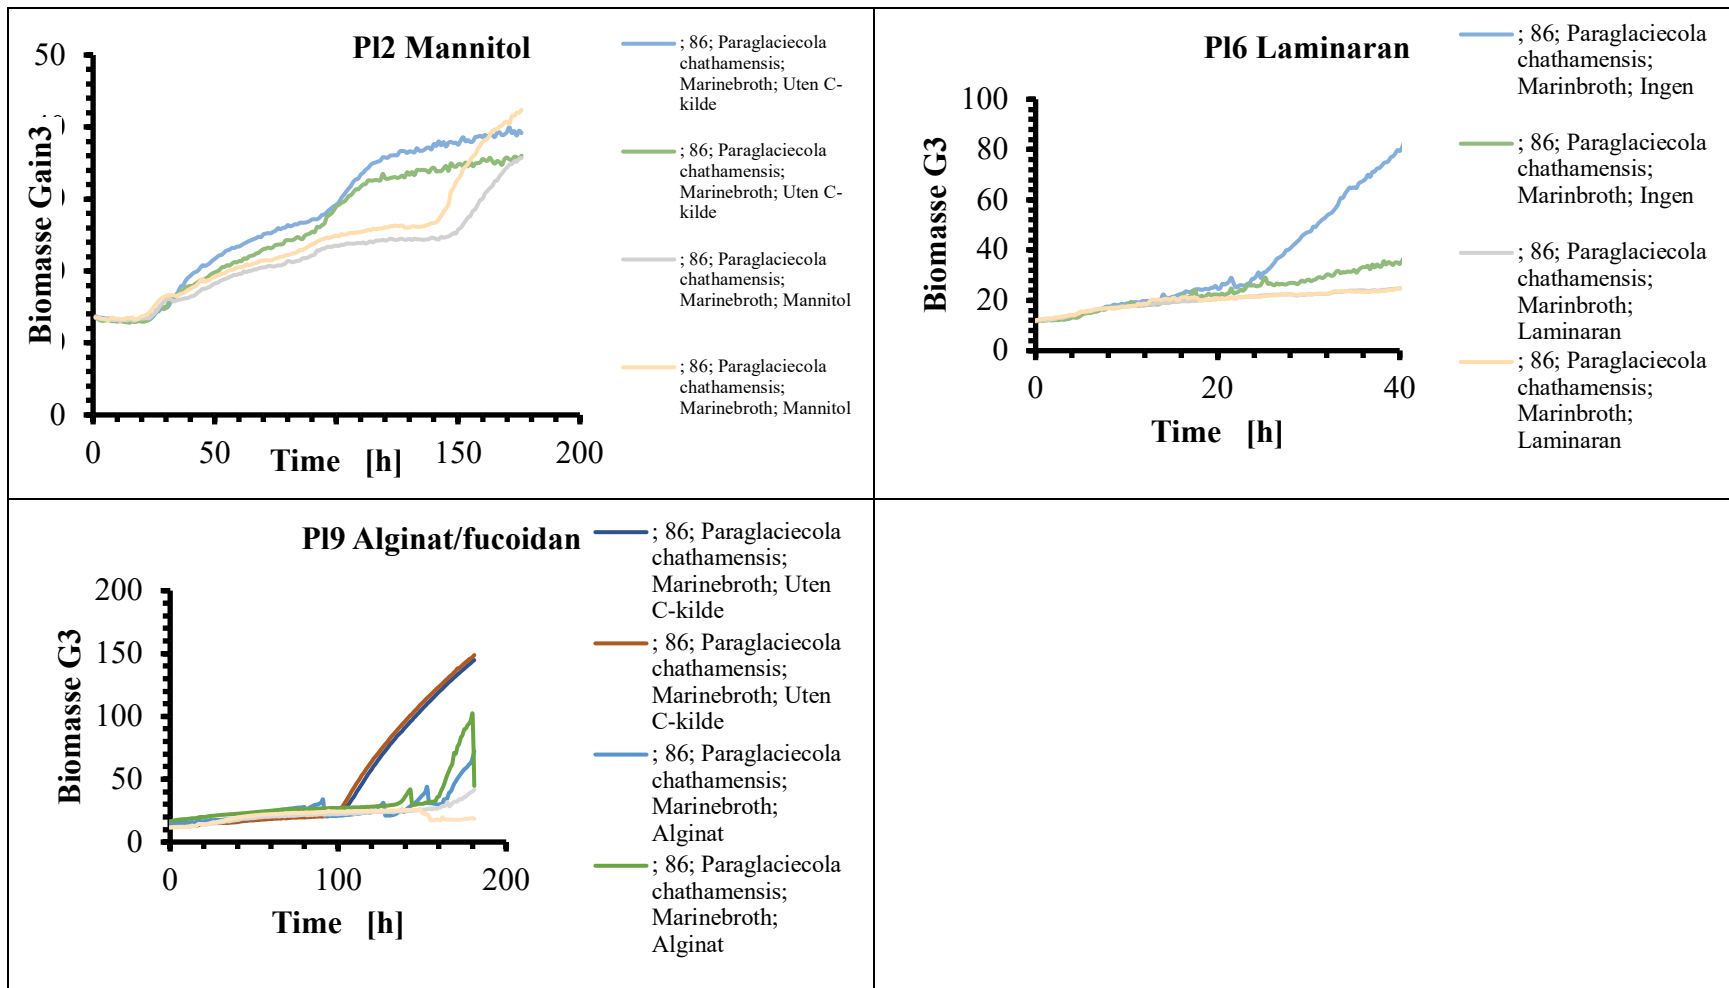 Pl2 Mannitol
Biomasse Gain3
50
0
0
50
150
200
Time [h]
; 86; Paraglaciecola
chathamensis;
Marinebroth; Uten C-
kilde
; 86; Paraglaciecola
chathamensis;
Marinebroth; Uten C-
kilde
; 86; Paraglaciecola
chathamensis;
Marinebroth; Mannitol
; 86; Paraglaciecola
chathamensis;
Marinebroth; Mannitol
Pl6 Laminaran
Biomasse G3
100
80
60
40
20
0
0
20
40
Time [h]
; 86; Paraglaciecola
chathamensis;
Marinbroth; Ingen
; 86; Paraglaciecola
chathamensis;
Marinbroth; Ingen
; 86; Paraglaciecola
chathamensis;
Marinbroth;
Laminaran
; 86; Paraglaciecola
chathamensis;
Marinbroth;
Laminaran
Pl9 Alginat/fucoidan
Biomasse G3
200
150
100
50
0
0
100
200
Time [h]
; 86; Paraglaciecola
chathamensis;
Marinebroth; Uten
C-kilde
; 86; Paraglaciecola
chathamensis;
Marinebroth; Uten
C-kilde
; 86; Paraglaciecola
chathamensis;
Marinebroth;
Alginat
; 86; Paraglaciecola
chathamensis;
Marinebroth;
Alginat